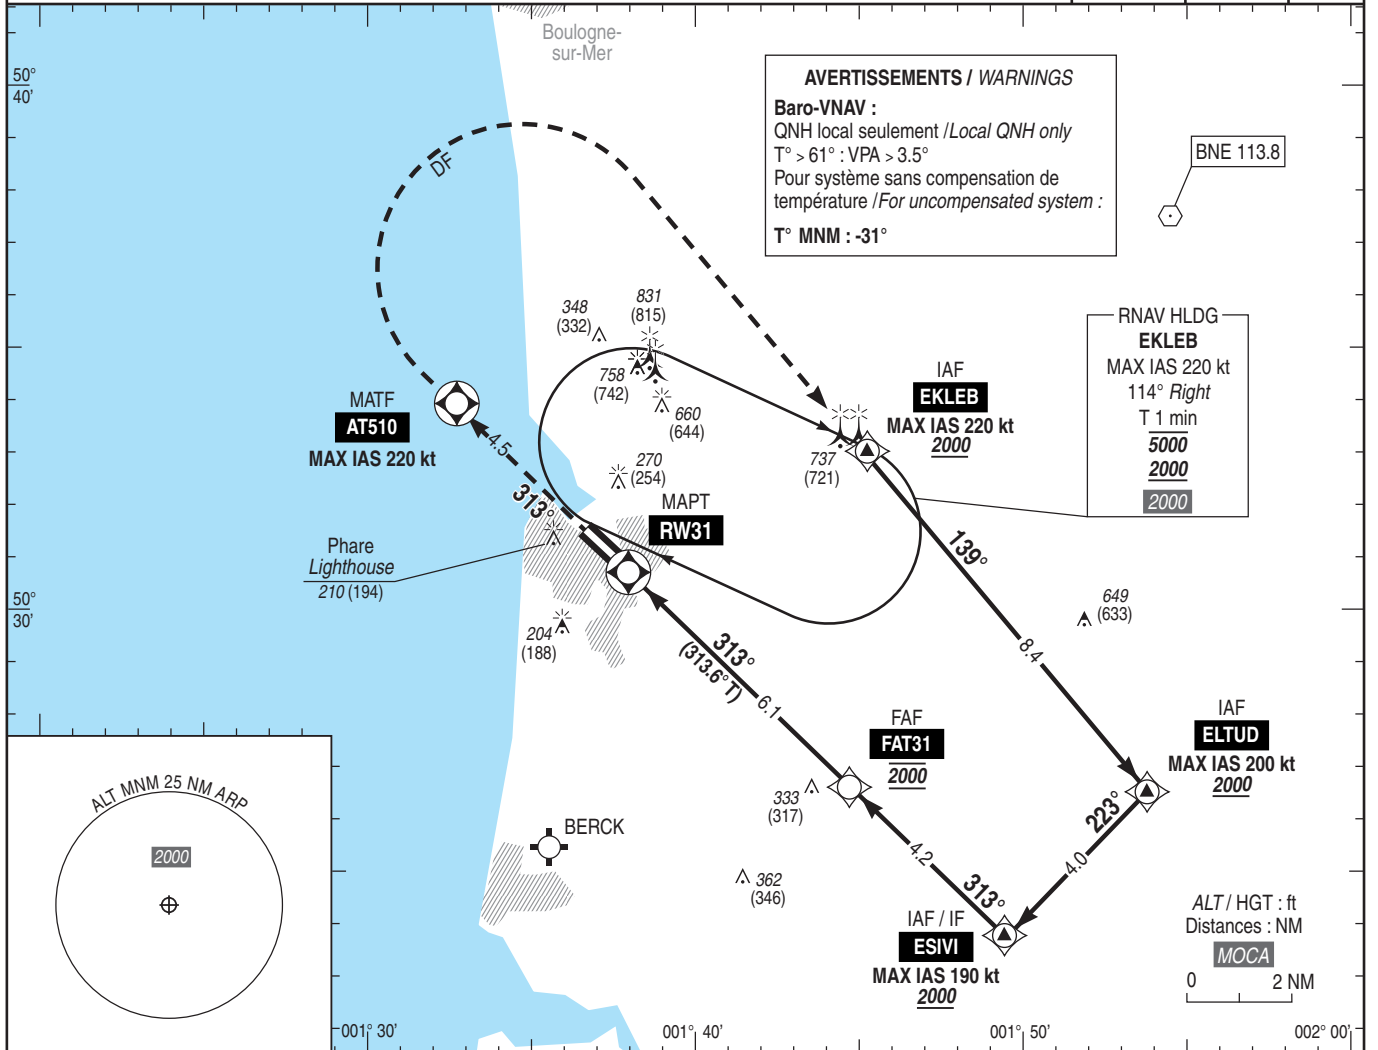 Boulogne-
sur-Mer
50°
40'
AVERTISSEMENTS / WARNINGS
Baro-VNAV :
QNH local seulement /Local QNH only
T° > 61° : VPA > 3.5°
Pour système sans compensation de
température /For uncompensated system :
T° MNM : -31°
BNE 113.8
DF
RNAV HLDG
EKLEB
MAX IAS 220 kt
114° Right
T 1 min
5000
2000
2000
348
(332)
831
(815)
758
(742)
660
(644)
270
(254)
IAF
EKLEB
MAX IAS 220 kt
2000
737
(721)
MATF
AT510
MAX IAS 220 kt
4.5
313°
MAPT
RW31
Phare
Lighthouse
210 (194)
50°
30'
204
(188)
139°
8.4
649
(633)
313°
(313.6° T)
6.1
FAF
FAT31
2000
IAF
ELTUD
MAX IAS 200 kt
2000
333
(317)
223°
4.0
4.2
313°
362
(346)
BERCK
ALT MNM 25 NM ARP
2000
IAF / IF
ESIVI
MAX IAS 190 kt
2000
ALT / HGT : ft
Distances : NM
MOCA
0 2 NM
001° 30'
001° 40'
001° 50'
002° 00'